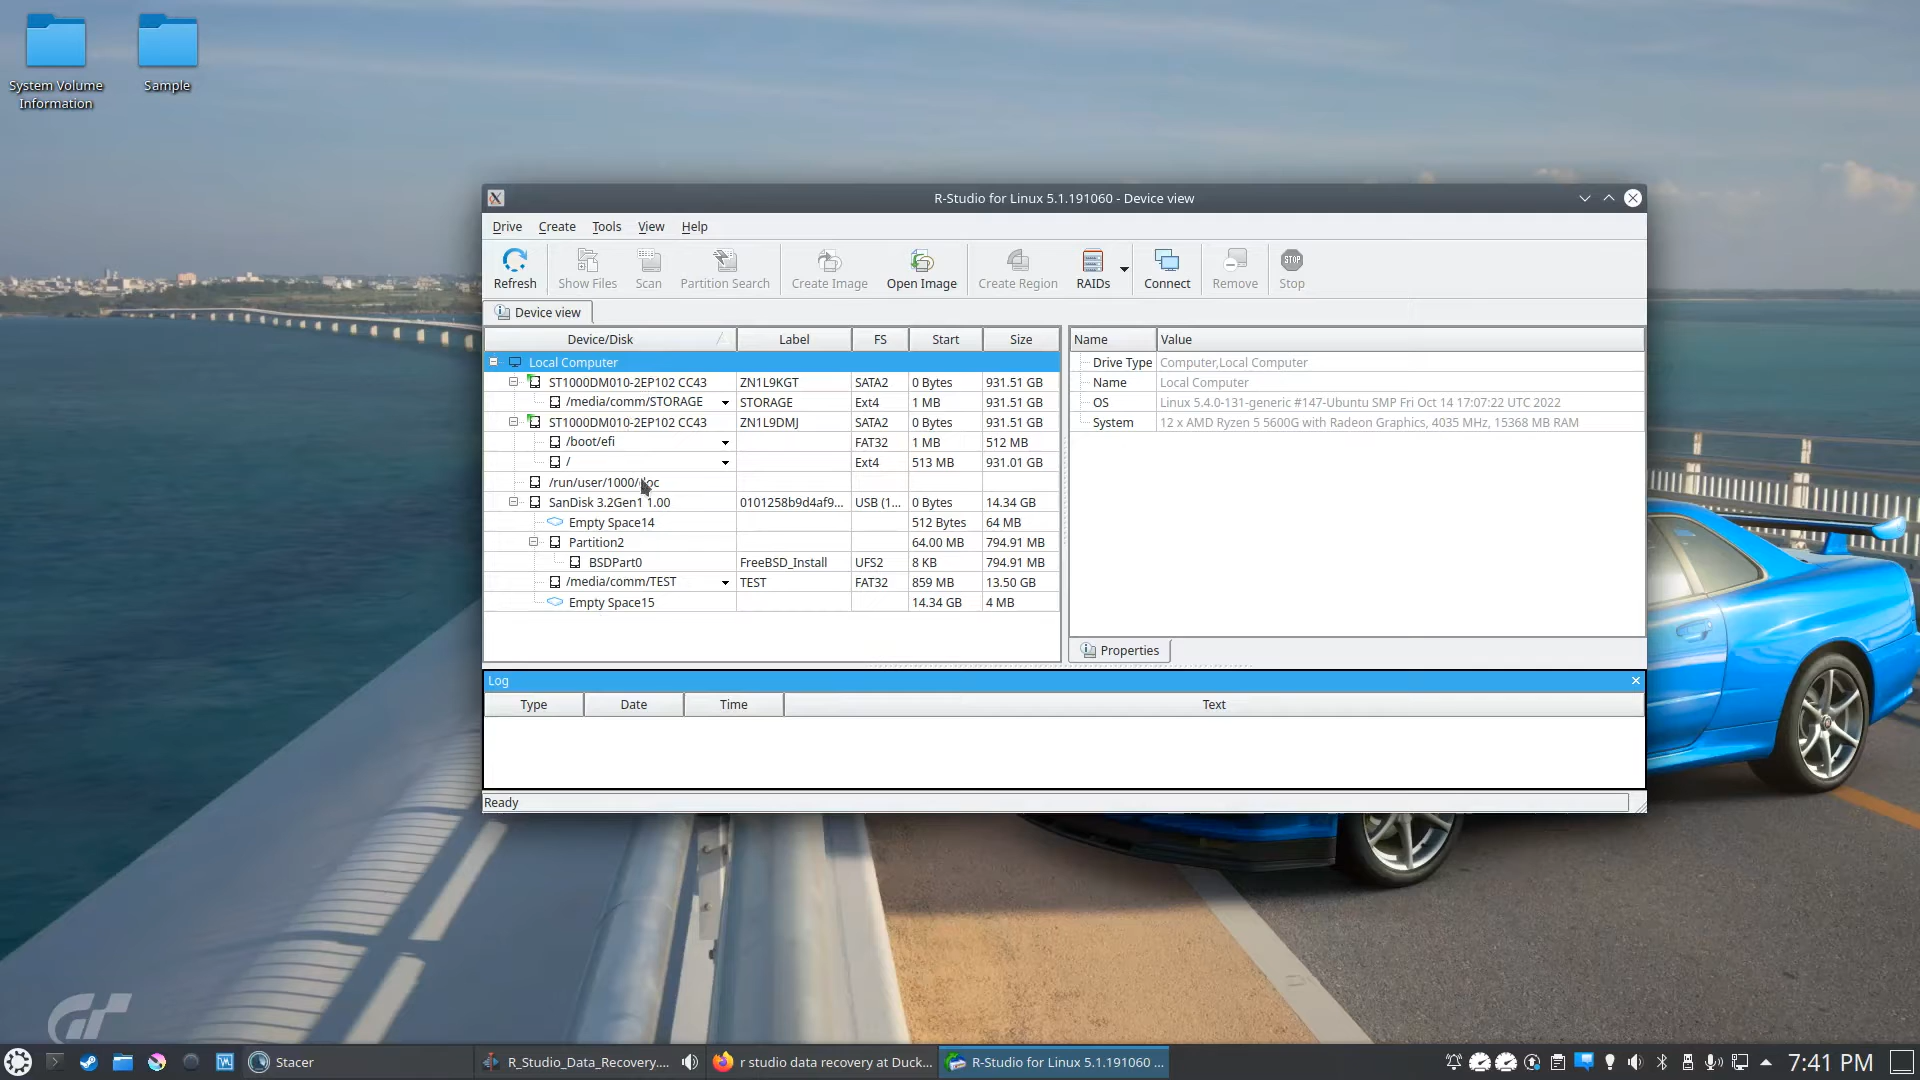 System Volume
Information
Sample
R-Studio for Linux 5.1.191060 - Device view
Drive Create Tools View Help
Refresh Show Files Scan Partition Search Create Image Open Image Create Region RAIDs Connect Remove STOP Stop
Device view
Device/Disk Label FS Start Size
Local Computer
ST1000DM010-2EP102 CC43 ZN1L9KGT SATA2 0 Bytes 931.51 GB
/media/comm/STORAGE STORAGE Ext4 1 MB 931.51 GB
ST1000DM010-2EP102 CC43 ZN1L9DMJ SATA2 0 Bytes 931.51 GB
/boot/efi FAT32 1 MB 512 MB
/ Ext4 513 MB 931.01 GB
/run/user/1000/doc
SanDisk 3.2Gen1 1.00 0101258b9d4af9... USB (1... 0 Bytes 14.34 GB
Empty Space14 512 Bytes 64 MB
Partition2 64.00 MB 794.91 MB
BSDPart0 FreeBSD_Install UFS2 8 KB 794.91 MB
/media/comm/TEST TEST FAT32 859 MB 13.50 GB
Empty Space15 14.34 GB 4 MB
Name Value
Drive Type Computer,Local Computer
Name Local Computer
OS Linux 5.4.0-131-generic #147-Ubuntu SMP Fri Oct 14 17:07:22 UTC 2022
System 12 x AMD Ryzen 5 5600G with Radeon Graphics, 4035 MHz, 15368 MB RAM
Properties
Log
Type Date Time Text
Ready
GT
Stacer R_Studio_Data_Recovery.... r studio data recovery at Duck... R-Studio for Linux 5.1.191060 ... 7:41 PM